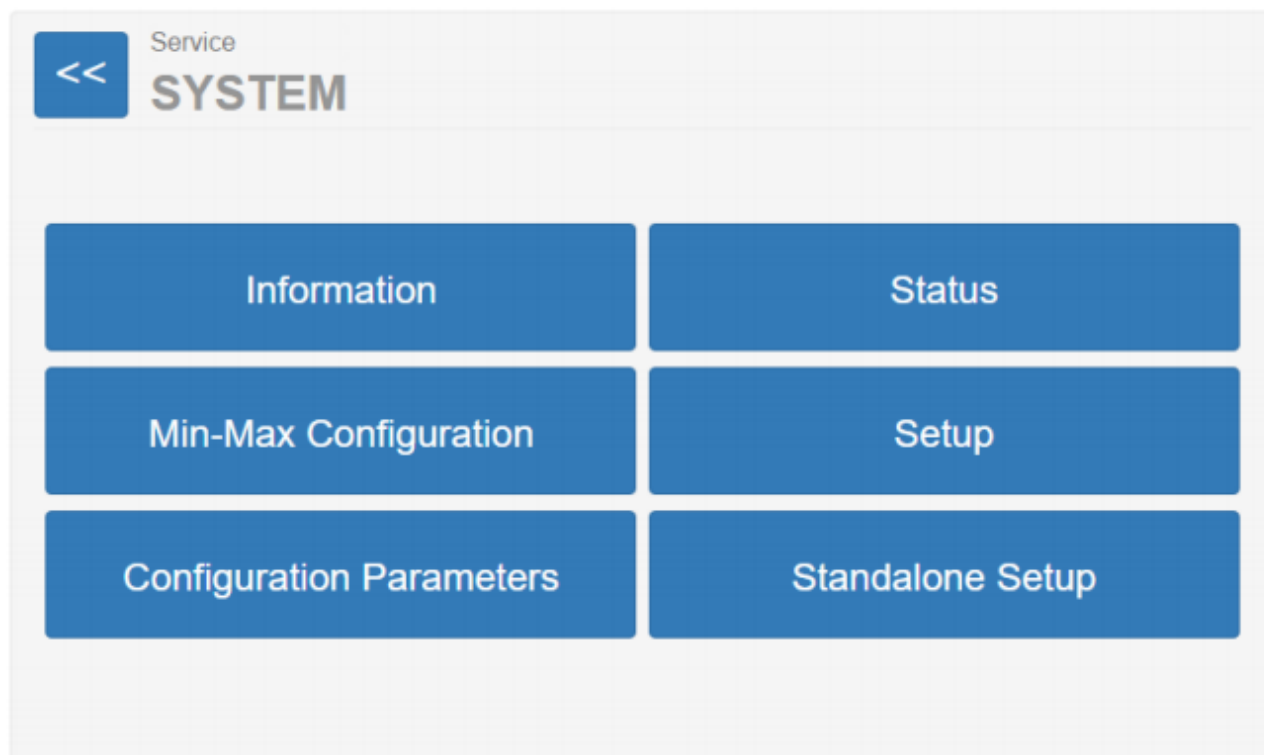 <<
Service
SYSTEM
Information
Status
Min-Max Configuration
Setup
Configuration Parameters
Standalone Setup